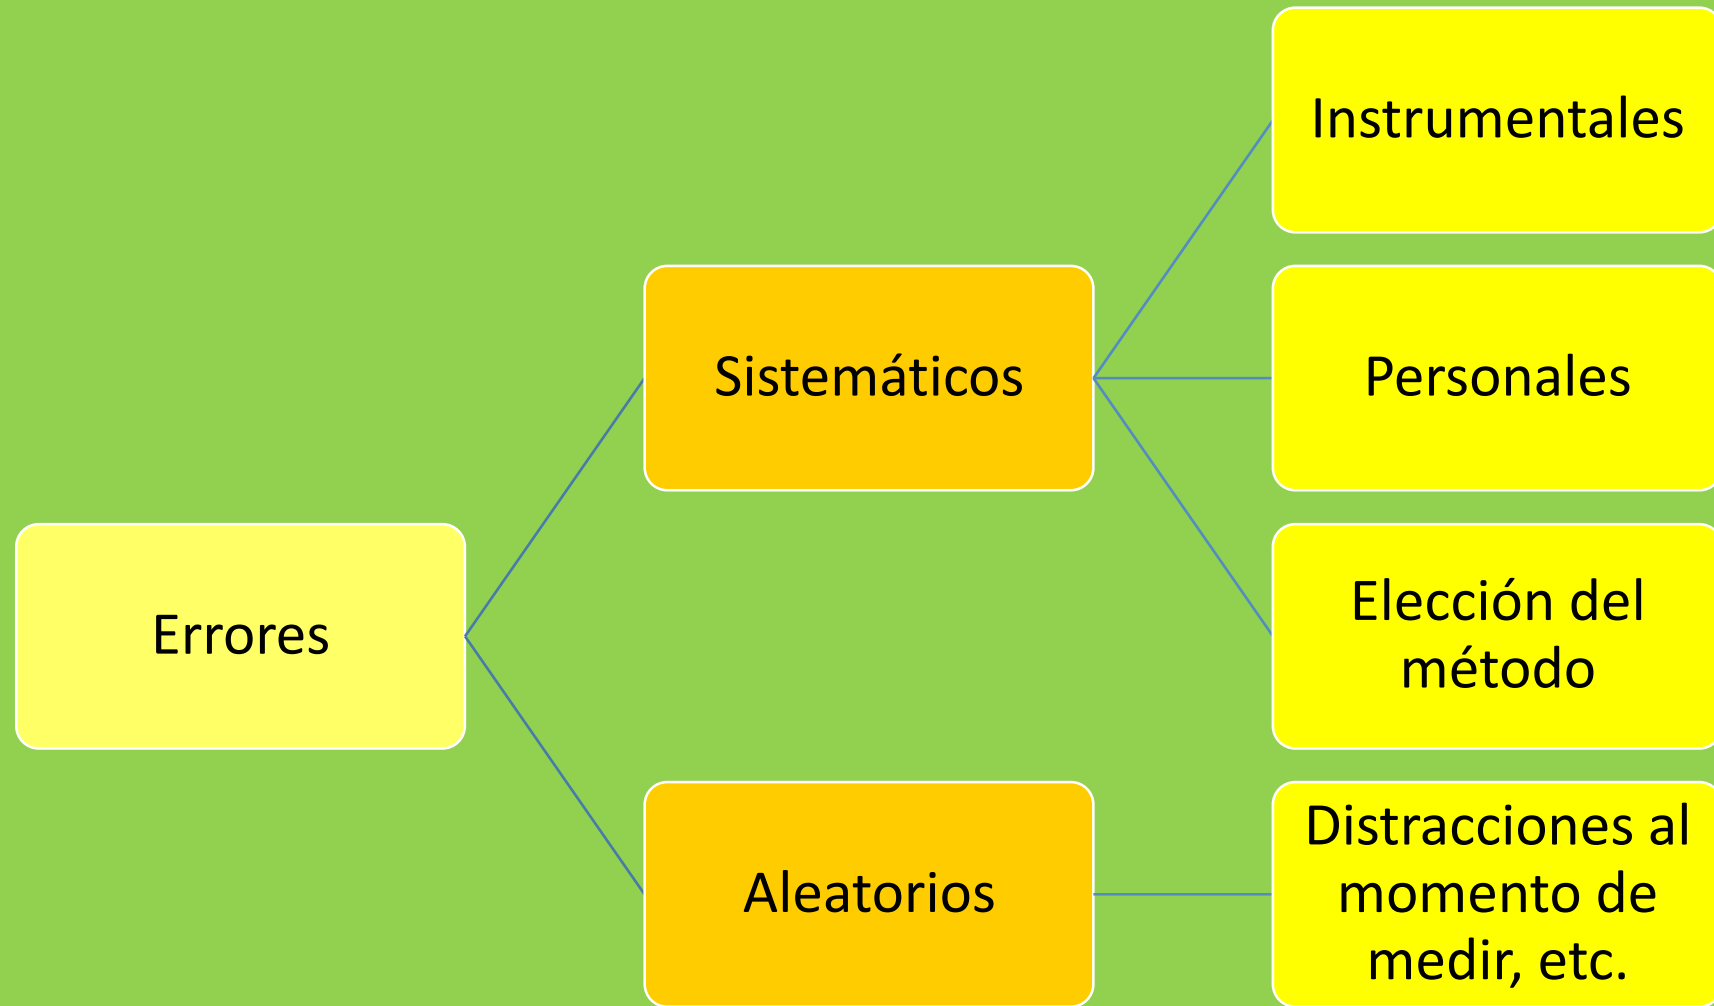 Instrumentales
Sistemáticos
Personales
Errores
Elección del
método
Aleatorios
Distracciones al
momento de
medir, etc.